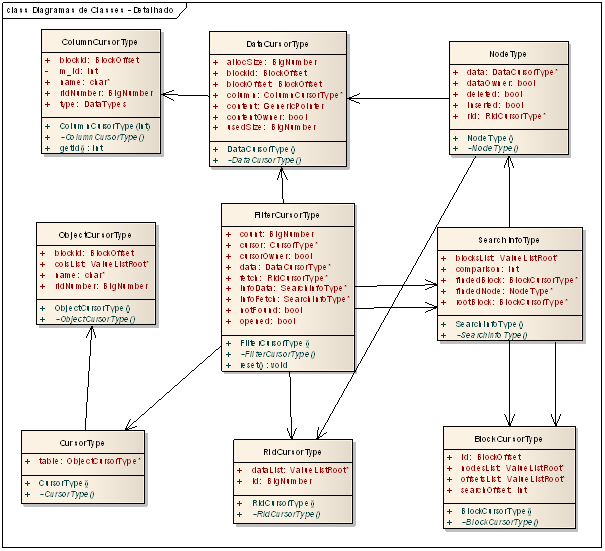 class Diagramas de Classes - Detalhado
ColumnCursorType
+ blockId: BlockOffset
- m_Id: int
+ name: char*
+ ridNumber: BigNumber
+ type: DataTypes
+ ColumnCursorType(int)
+ ~ColumnCursorType()
+ getId(): int
DataCursorType
+ allocSize: BigNumber
+ blockId: BlockOffset
+ blockOffset: BlockOffset
+ column: ColumnCursorType*
+ content: GenericPointer
+ contentOwner: bool
+ usedSize: BigNumber
+ DataCursorType()
+ ~DataCursorType()
NodeType
+ data: DataCursorType*
+ dataOwner: bool
+ deleted: bool
+ inserted: bool
+ rid: RidCursorType*
+ NodeType()
+ ~NodeType()
ObjectCursorType
+ blockId: BlockOffset
+ colsList: ValueListRoot*
+ name: char*
+ ridNumber: BigNumber
+ ObjectCursorType()
+ ~ObjectCursorType()
FilterCursorType
+ count: BigNumber
+ cursor: CursorType*
+ cursorOwner: bool
+ data: DataCursorType*
+ fetch: RidCursorType*
+ infoData: SearchInfoType*
+ infoFetch: SearchInfoType*
+ notFound: bool
+ opened: bool
+ FilterCursorType()
+ ~FilterCursorType()
+ reset(): void
SearchInfoType
+ blocksList: ValueListRoot*
+ comparison: int
+ findedBlock: BlockCursorType*
+ findedNode: NodeType*
+ rootBlock: BlockCursorType*
+ SearchInfoType()
+ ~SearchInfoType()
CursorType
+ table: ObjectCursorType*
+ CursorType()
+ ~CursorType()
RidCursorType
+ dataList: ValueListRoot*
+ id: BigNumber
+ RidCursorType()
+ ~RidCursorType()
BlockCursorType
+ id: BlockOffset
+ nodesList: ValueListRoot*
+ offsetsList: ValueListRoot*
+ searchOffset: int
+ BlockCursorType()
+ ~BlockCursorType()